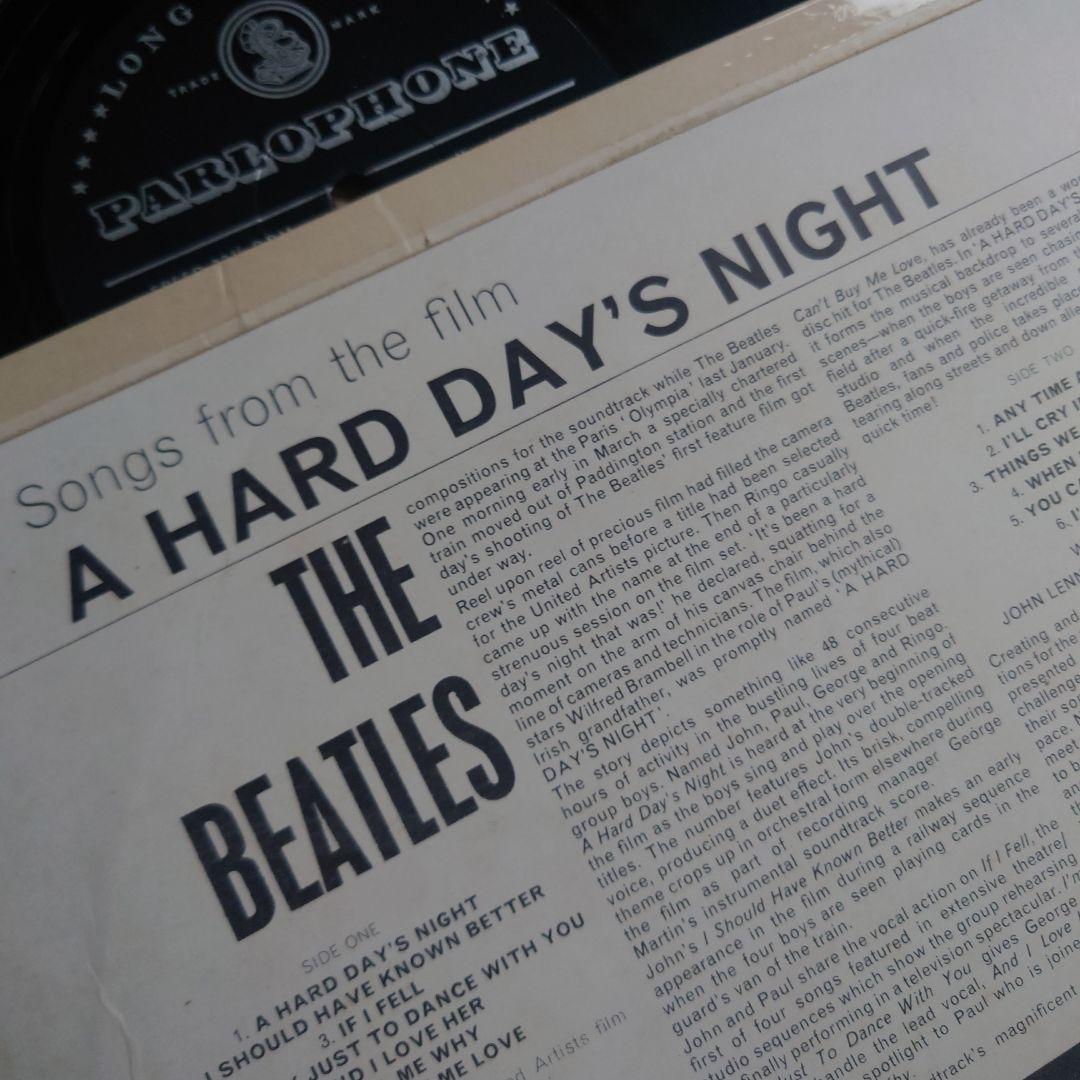 LONG
TRADE MARK
PARLOPHONE
Songs from the film
A HARD DAY'S NIGHT
THE
BEATLES
SIDE ONE
1. A HARD DAY'S NIGHT
I SHOULD HAVE KNOWN BETTER
3. IF I FELL
JUST TO DANCE WITH YOU
I LOVE HER
ME WHY
ME LOVE
Artists film
compositions for the soundtrack while The Beatles
were appearing at the Paris 'Olympia' last January.
One morning early in March a specially chartered
train moved out of Paddington station and the first
day's shooting of The Beatles' first feature film got
under way.
Reel upon reel of precious film had filled the camera
crew's metal cans before a title had been selected
for the United Artists picture. Then Ringo casually
came up with the name at the end of a particularly
strenuous session on the film set. 'It's been a hard
day's night that was!' he declared, squatting for a
moment on the arm of his canvas chair behind the
line of cameras and technicians. The film, which also
stars Wilfred Brambell in the role of Paul's (mythical)
Irish grandfather, was promptly named 'A HARD
DAY'S NIGHT'.
The story depicts something like 48 consecutive
hours of activity in the bustling lives of four beat
group boys. Named John, Paul, George and Ringo.
A Hard Day's Night is heard at the very beginning of
the film as the boys sing and play over the opening
titles. The number features John's double-tracked
voice, producing a duet effect. Its brisk, compelling
theme crops up in orchestral form elsewhere during
the film as part of recording manager George
Martin's instrumental soundtrack score.
John's I Should Have Known Better makes an early
appearance in the film during a railway sequence
when the four boys are seen playing cards in the
guard's van of the train.
John and Paul share the vocal action on If I Fell, the
first of four songs featured in extensive theatre/
studio sequences which show the group rehearsing
finally performing in a television spectacular. I'm
Just To Dance With You gives George
handle the lead vocal. And I Love
spotlight to Paul who is joine
dtrack's magnificent
Can't Buy Me Love, has already been a wor
disc hit for The Beatles. In 'A HARD DAY'S
it forms the musical backdrop to several
scenes—when the boys are seen chasin
field after a quick-fire getaway from th
studio and when the incredible
Beatles, fans and police takes place
tearing along streets and down alle
quick time!
SIDE TWO
1. ANY TIME A
2. I'LL CRY I
3. THINGS WE
4. WHEN
5. YOU CA
6. I'
JOHN LENN
Creating and
tions for the
presented
challenge
their so
pace. N
meet
to b